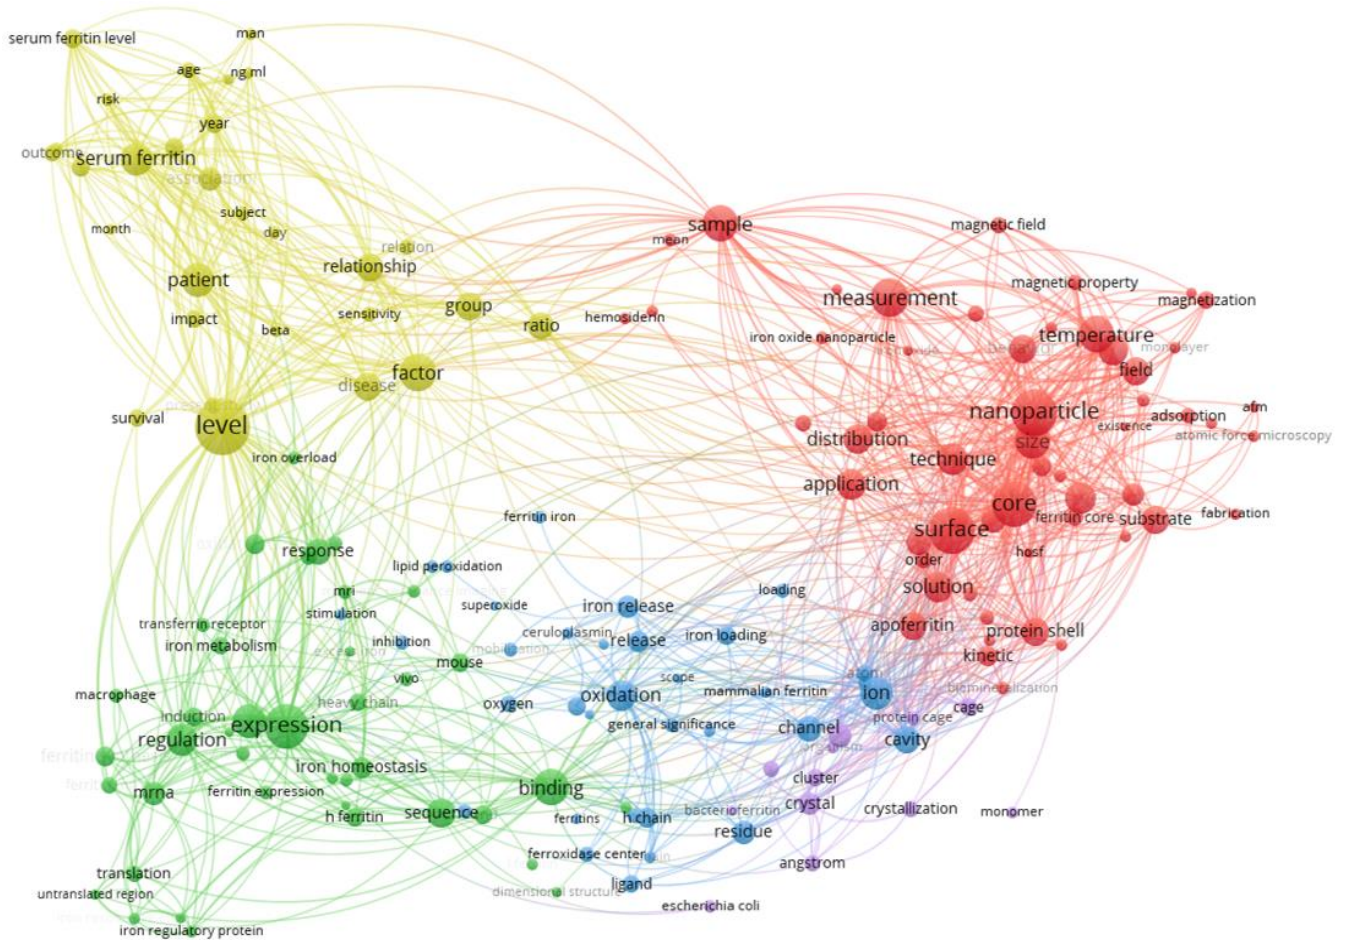 man
serum ferritin level
age
ng ml
risk
year
outcome
serum ferritin
association
subject
month
day
relation
relationship
patient
impact
beta
sensitivity
group
ratio
disease
factor
survival
level
iron overload
sample
mean
magnetic field
magnetic property
measurement
magnetization
hemosiderin
iron oxide nanoparticle
temperature
behavior
monolayer
field
nanoparticle
afm
adsorption
existence
size
atomic force microscopy
distribution
technique
application
core
ferritin core
substrate
fabrication
surface
hosf
order
solution
apoferritin
protein shell
kinetic
biomineralization
ferritin iron
response
lipid peroxidation
mri
stimulation
superoxide
iron release
loading
transferrin receptor
iron metabolism
inhibition
ceruloplasmin
release
iron loading
mobilization
mouse
vivo
scope
atom
macrophage
heavy chain
oxygen
oxidation
mammalian ferritin
ion
cage
induction
expression
general significance
channel
protein cage
regulation
organism
cavity
iron homeostasis
mrna
ferritin expression
binding
cluster
crystal
crystallization
monomer
h ferritin
sequence
ferritins
h chain
bacterioferritin
residue
ferroxidase center
angstrom
translation
untranslated region
dimensional structure
ligand
escherichia coli
iron regulatory protein